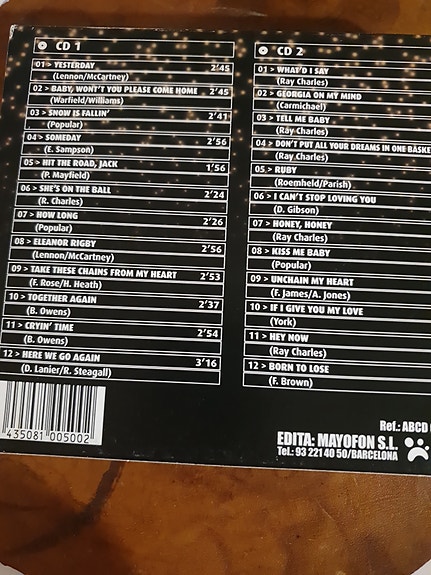 CD 1
01 > YESTERDAY 2'45
(Lennon/McCartney)
02 > BABY, WONT'T YOU PLEASE COME HOME 2'45
(Warfield/Williams)
03 > SNOW IS FALLIN' 2'41
(Popular)
04 > SOMEDAY 2'56
(E. Sampson)
05 > HIT THE ROAD, JACK 1'56
(P. Mayfield)
06 > SHE'S ON THE BALL 2'24
(R. Charles)
07 > HOW LONG 2'26
(Popular)
08 > ELEANOR RIGBY 2'56
(Lennon/McCartney)
09 > TAKE THESE CHAINS FROM MY HEART 2'53
(F. Rose/H. Heath)
10 > TOGETHER AGAIN 2'37
(B. Owens)
11 > CRYIN' TIME 2'54
(B. Owens)
12 > HERE WE GO AGAIN 3'16
(D. Lanier/R. Steagall)
435081 005002
CD 2
01 > WHAT'D I SAY
(Ray Charles)
02 > GEORGIA ON MY MIND
(Carmichael)
03 > TELL ME BABY
(Ray Charles)
04 > DON'T PUT ALL YOUR DREAMS IN ONE BASKE
(Ray Charles)
05 > RUBY
(Roemheld/Parish)
06 > I CAN'T STOP LOVING YOU
(D. Gibson)
07 > HONEY, HONEY
(Ray Charles)
08 > KISS ME BABY
(Popular)
09 > UNCHAIN MY HEART
(F. James/A. Jones)
10 > IF I GIVE YOU MY LOVE
(York)
11 > HEY NOW
(Ray Charles)
12 > BORN TO LOSE
(F. Brown)
Ref.: ABCD
EDITA: MAYOFON S.L
Tel.: 93 221 40 50/BARCELONA